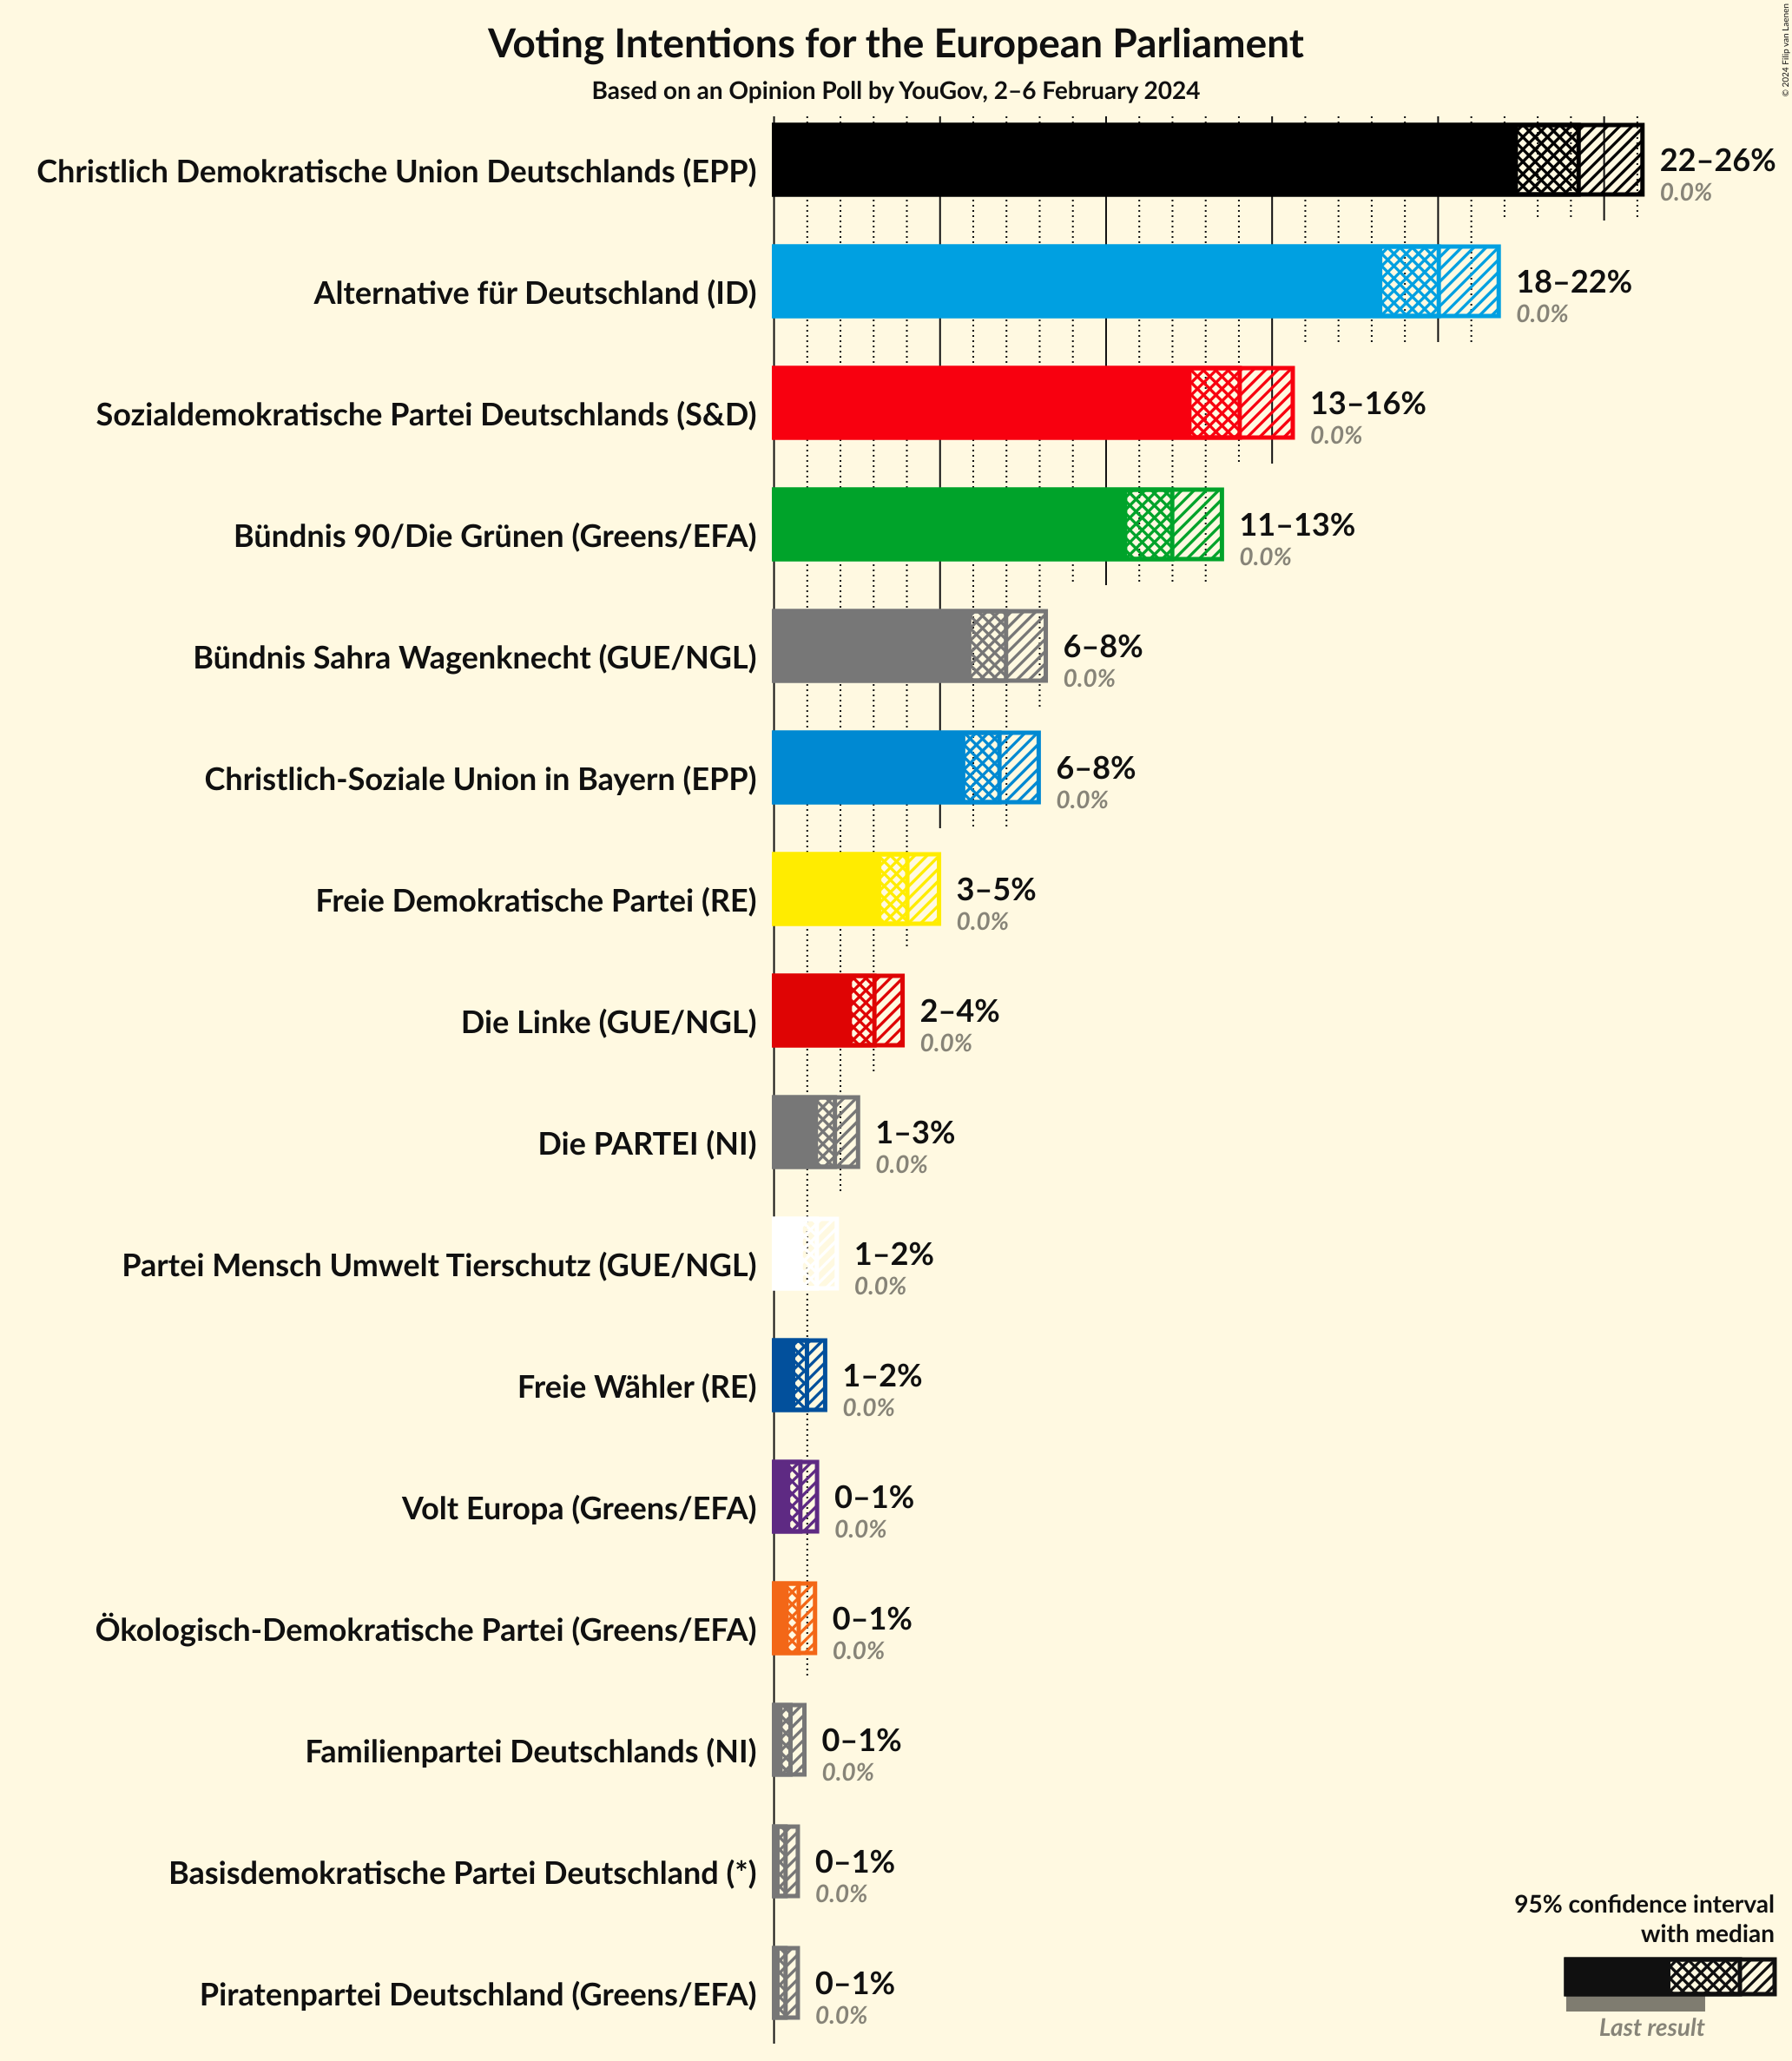 Voting Intentions for the European Parliament
Based on an Opinion Poll by YouGov, 2–6 February 2024
© 2024 Filip van Laenen
Christlich Demokratische Union Deutschlands (EPP)
22–26%
0.0%
Alternative für Deutschland (ID)
18–22%
0.0%
Sozialdemokratische Partei Deutschlands (S&D)
13–16%
0.0%
Bündnis 90/Die Grünen (Greens/EFA)
11–13%
0.0%
Bündnis Sahra Wagenknecht (GUE/NGL)
6–8%
0.0%
Christlich-Soziale Union in Bayern (EPP)
6–8%
0.0%
Freie Demokratische Partei (RE)
3–5%
0.0%
Die Linke (GUE/NGL)
2–4%
0.0%
Die PARTEI (NI)
1–3%
0.0%
Partei Mensch Umwelt Tierschutz (GUE/NGL)
1–2%
0.0%
Freie Wähler (RE)
1–2%
0.0%
Volt Europa (Greens/EFA)
0–1%
0.0%
Ökologisch-Demokratische Partei (Greens/EFA)
0–1%
0.0%
Familienpartei Deutschlands (NI)
0–1%
0.0%
Basisdemokratische Partei Deutschland (*)
0–1%
0.0%
Piratenpartei Deutschland (Greens/EFA)
0–1%
0.0%
95% confidence interval
with median
Last result